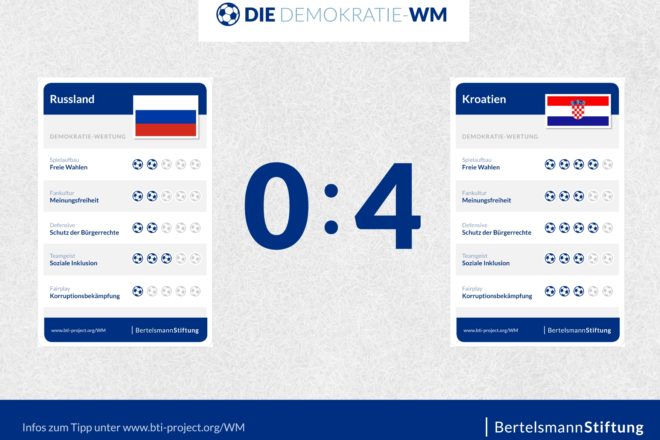 DIE DEMOKRATIE-WM
Russland
DEMOKRATIE-WERTUNG
Spielaufbau
Freie Wahlen
Fankultur
Meinungsfreiheit
Defensive
Schutz der Bürgerrechte
Teamgeist
Soziale Inklusion
Fairplay
Korruptionsbekämpfung
www.bti-project.org/WM
BertelsmannStiftung
0:4
Kroatien
DEMOKRATIE-WERTUNG
Spielaufbau
Freie Wahlen
Fankultur
Meinungsfreiheit
Defensive
Schutz der Bürgerrechte
Teamgeist
Soziale Inklusion
Fairplay
Korruptionsbekämpfung
www.bti-project.org/WM
BertelsmannStiftung
Infos zum Tipp unter www.bti-project.org/WM
BertelsmannStiftung